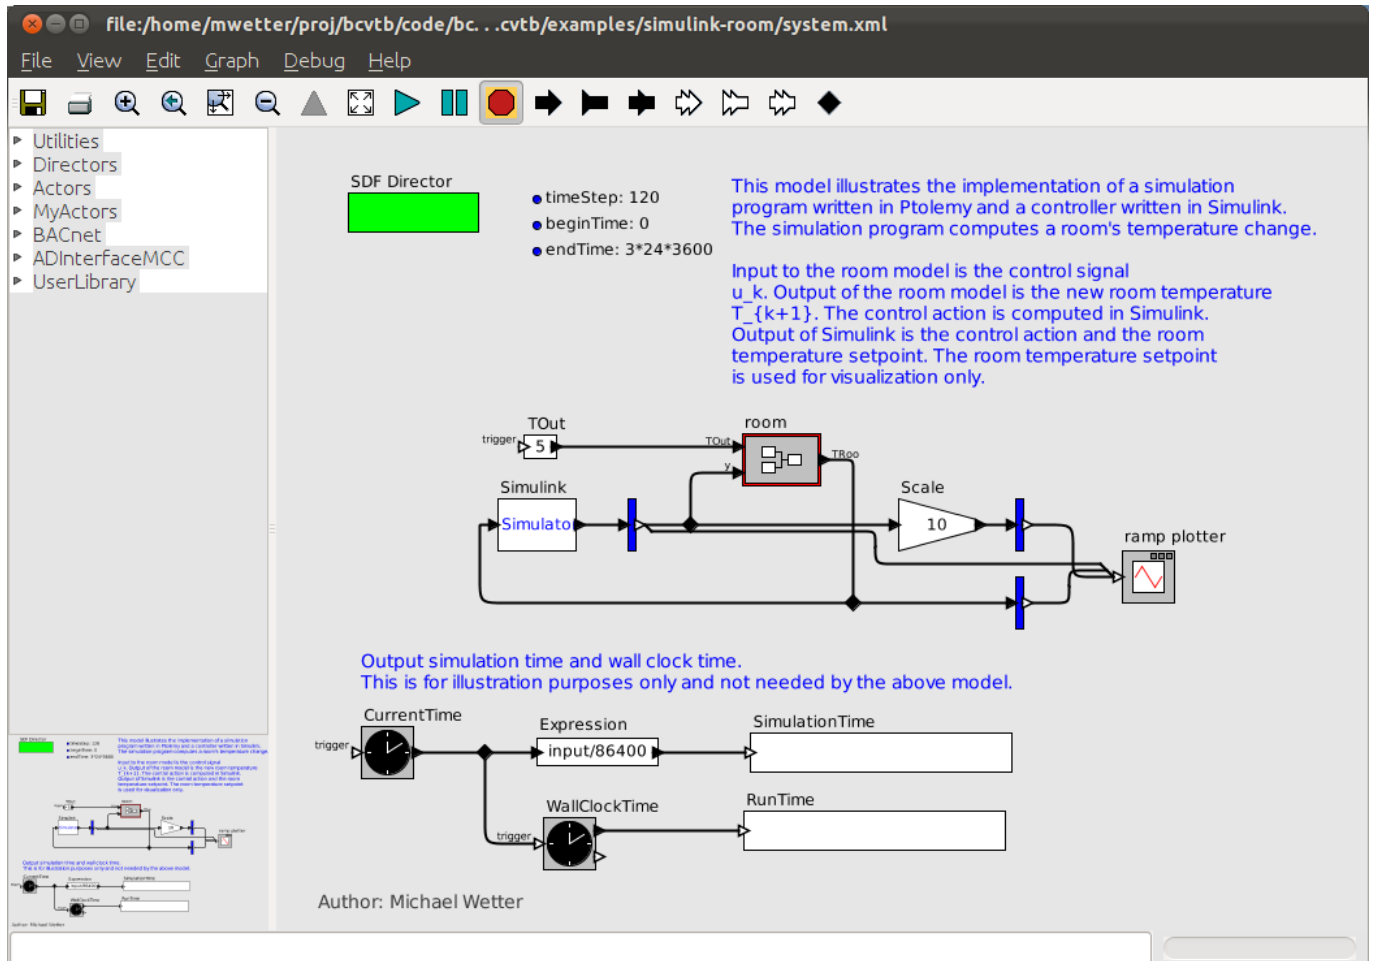 file:/home/mwetter/proj/bcvtb/code/bc. . .cvtb/examples/simulink-room/system.xml
File View Edit Graph Debug Help
Utilities
Directors
Actors
MyActors
BACnet
ADInterfaceMCC
UserLibrary
SDF Director
timeStep: 120
beginTime: 0
endTime: 3*24*3600
This model illustrates the implementation of a simulation
program written in Ptolemy and a controller written in Simulink.
The simulation program computes a room's temperature change.
Input to the room model is the control signal
u_k. Output of the room model is the new room temperature
T_{k+1}. The control action is computed in Simulink.
Output of Simulink is the control action and the room
temperature setpoint. The room temperature setpoint
is used for visualization only.
TOut
trigger
5
room
TOut
y
TRoo
Simulink
Simulato
Scale
10
ramp plotter
Output simulation time and wall clock time.
This is for illustration purposes only and not needed by the above model.
CurrentTime
trigger
Expression
input/86400
SimulationTime
WallClockTime
trigger
RunTime
Author: Michael Wetter